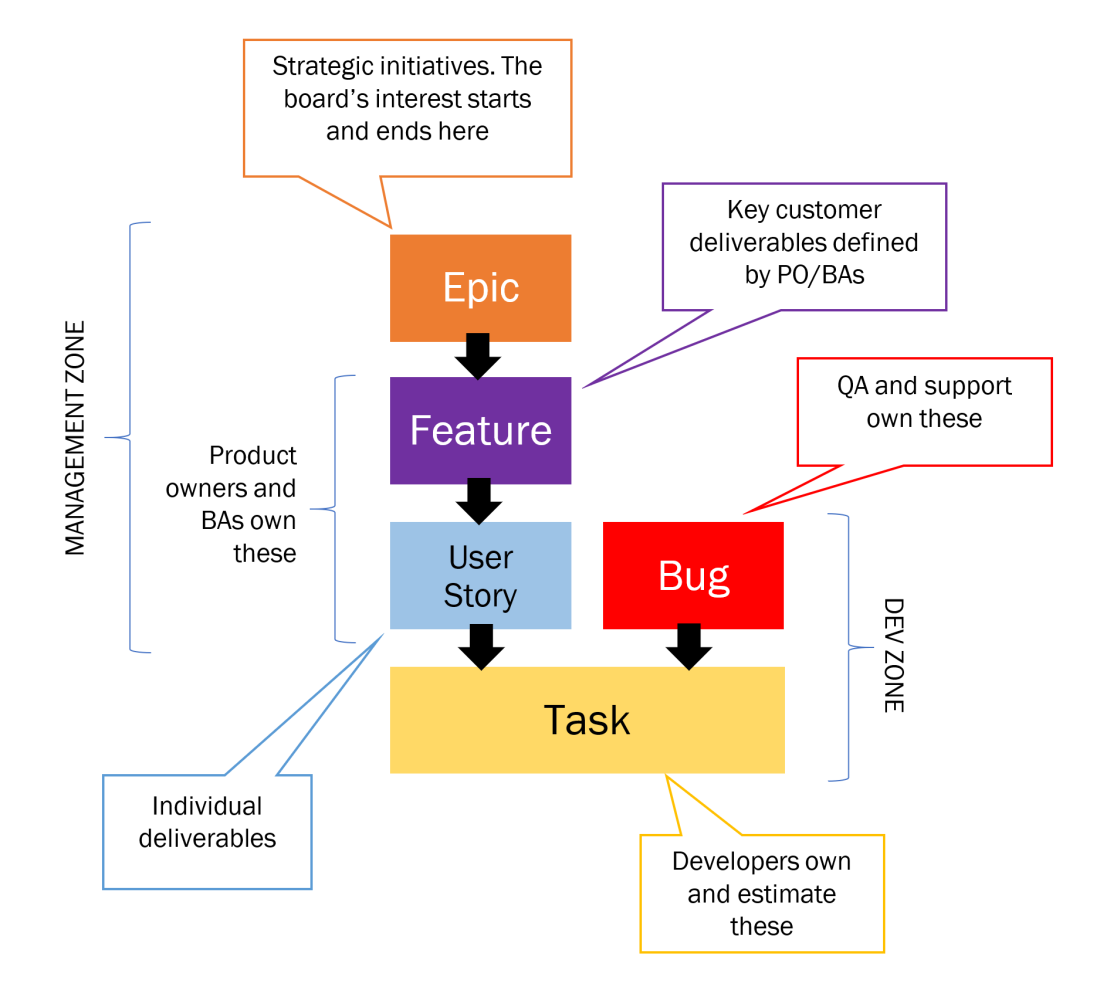 Strategic initiatives. The
board’s interest starts
and ends here
Key customer
deliverables defined
by PO/BAs
Epic
MANAGEMENT ZONE
QA and support
own these
Feature
Product
owners and
BAs own
these
User
Story
Bug
DEV ZONE
Task
Individual
deliverables
Developers own
and estimate
these